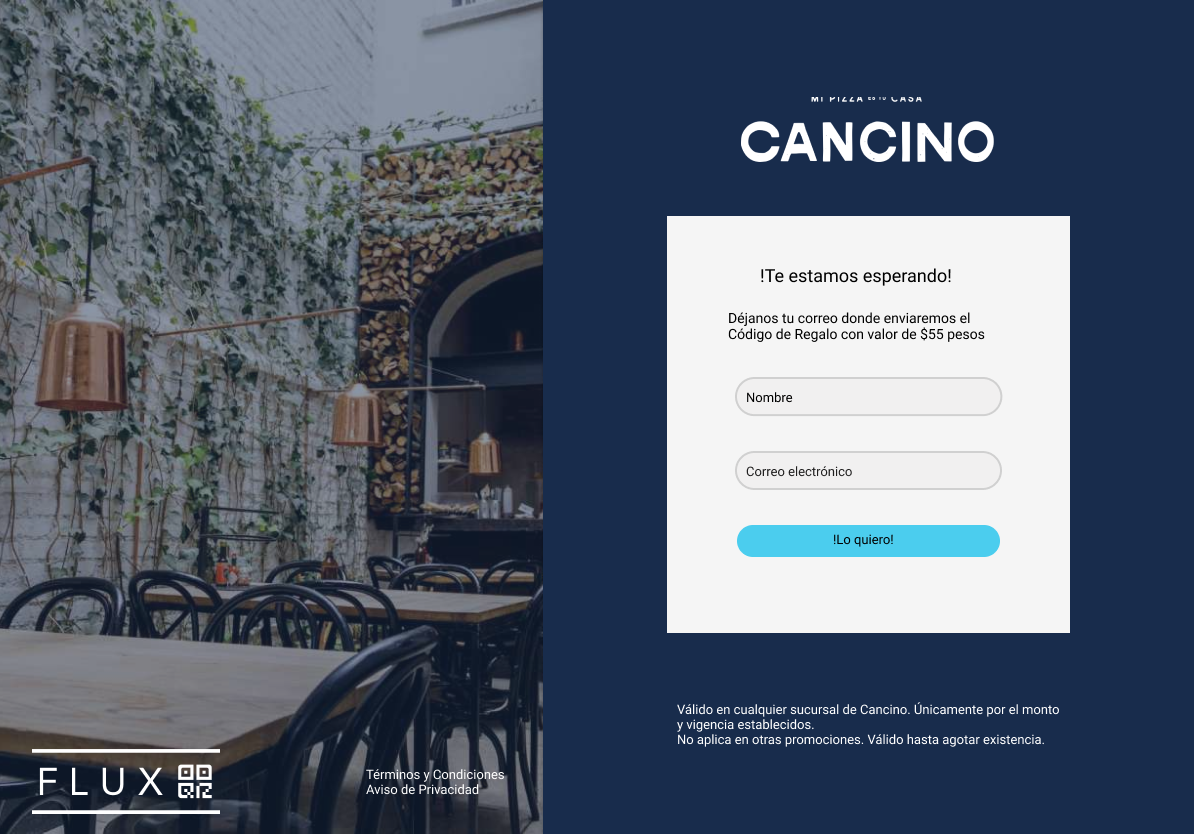 MI PIZZA ES TU CASA
CANCINO
!Te estamos esperando!
Déjanos tu correo donde enviaremos el
Código de Regalo con valor de $55 pesos
Nombre
Correo electrónico
!Lo quiero!
Válido en cualquier sucursal de Cancino. Únicamente por el monto
y vigencia establecidos.
No aplica en otras promociones. Válido hasta agotar existencia.
FLUX
Términos y Condiciones
Aviso de Privacidad